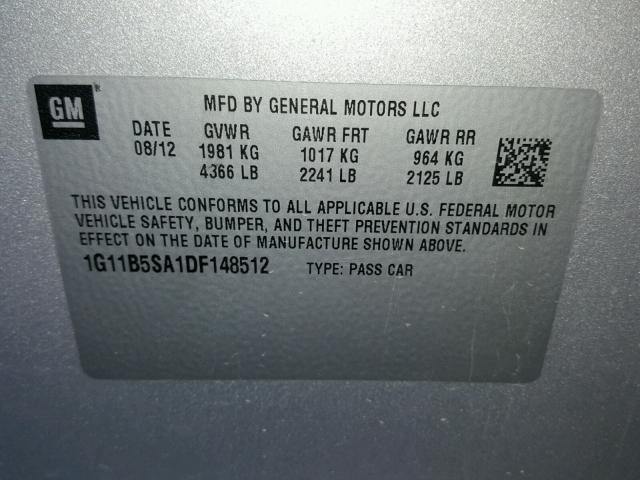 GM
MFD BY GENERAL MOTORS LLC
DATE GVWR GAWR FRT GAWR RR
08/12 1981 KG 1017 KG 964 KG
4366 LB 2241 LB 2125 LB
THIS VEHICLE CONFORMS TO ALL APPLICABLE U.S. FEDERAL MOTOR
VEHICLE SAFETY, BUMPER, AND THEFT PREVENTION STANDARDS IN
EFFECT ON THE DATE OF MANUFACTURE SHOWN ABOVE.
1G11B5SA1DF148512 TYPE: PASS CAR